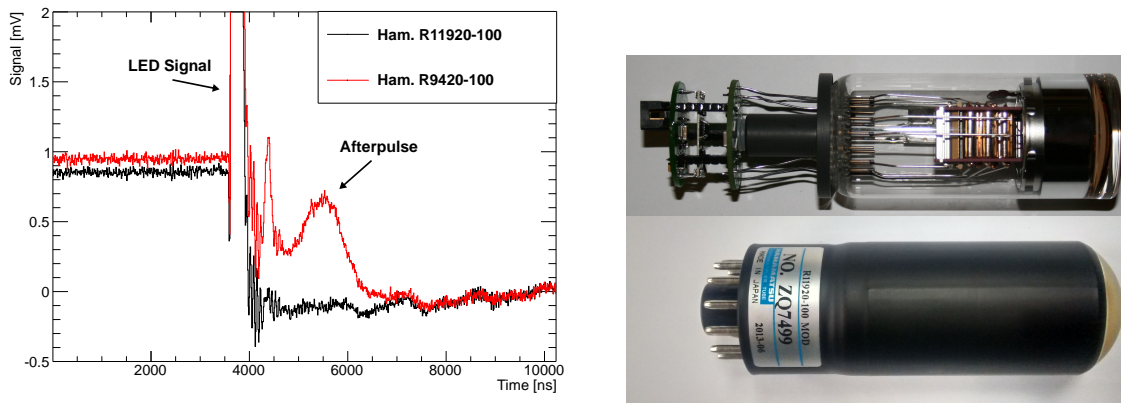 Signal [mV]
2
1.5
1
0.5
0
-0.5
2000
4000
6000
8000
10000
Time [ns]
LED Signal
Ham. R11920-100
Ham. R9420-100
Afterpulse
R11920-100 MOD
NO. ZQ7499
MADE IN JAPAN
2013-06